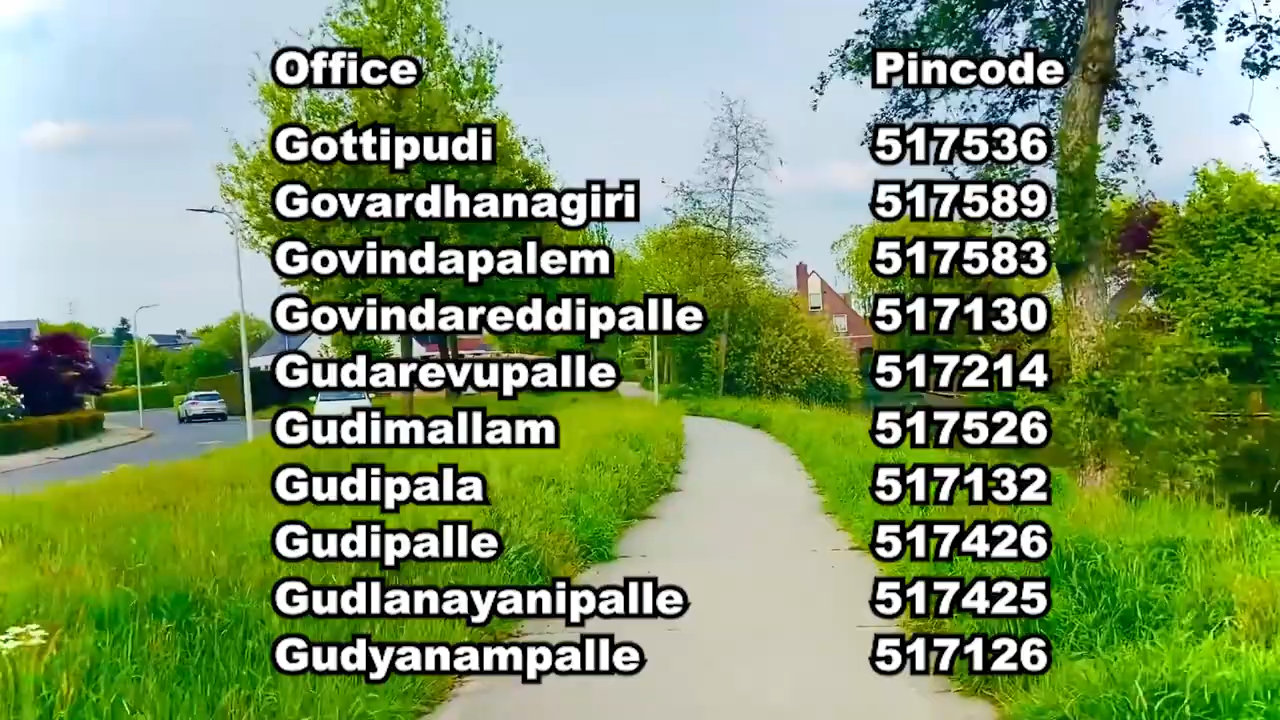 Office Pincode
Gottipudi 517536
Govardhanagiri 517589
Govindapalem 517583
Govindareddipalle 517130
Gudarevupalle 517214
Gudimallam 517526
Gudipala 517132
Gudipalle 517426
Gudlanayanipalle 517425
Gudyanampalle 517126